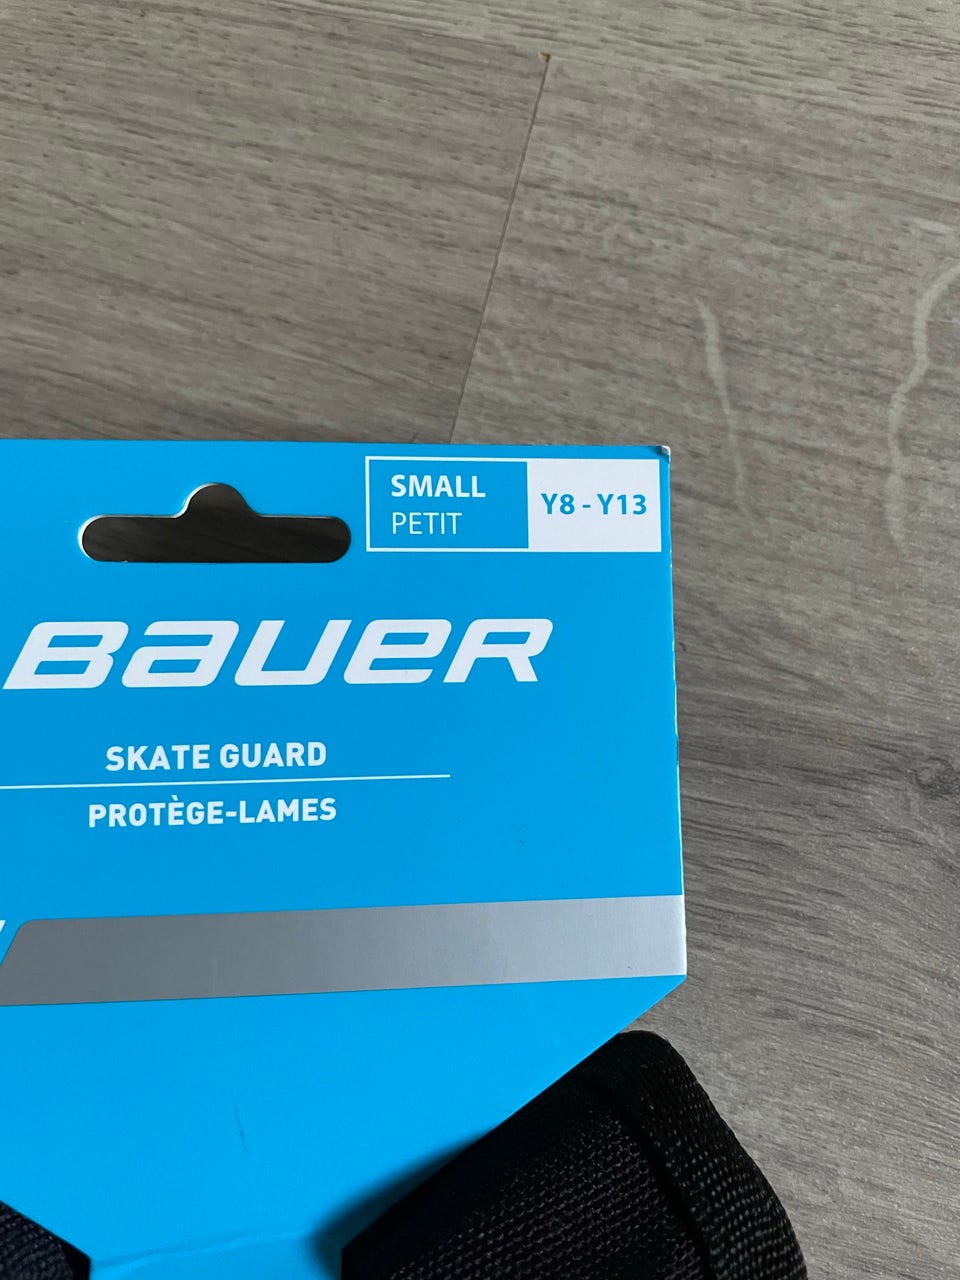 SMALL
PETIT
Y8 - Y13
BAUER
SKATE GUARD
PROTÈGE-LAMES